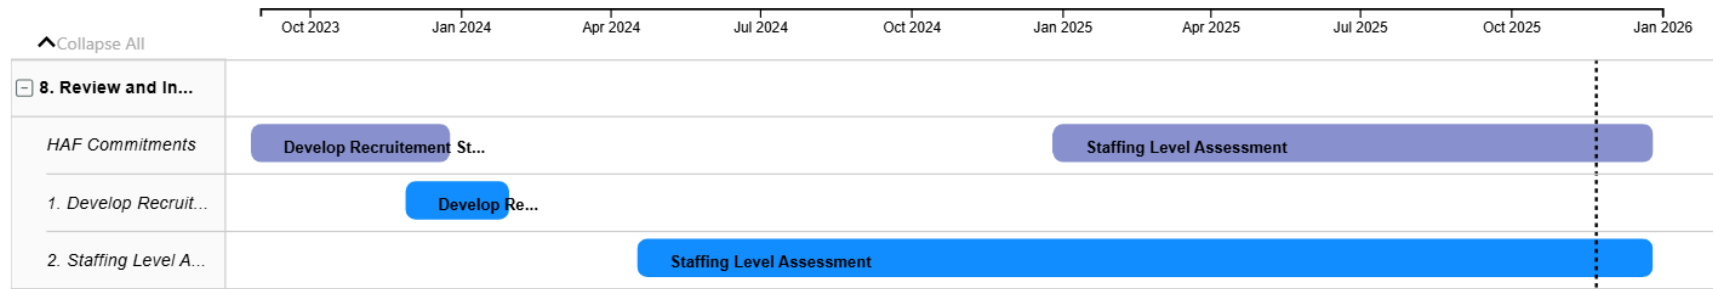 Oct 2023 Jan 2024 Apr 2024 Jul 2024 Oct 2024 Jan 2025 Apr 2025 Jul 2025 Oct 2025 Jan 2026
Collapse All
8. Review and In...
HAF Commitments Develop Recruitement St... Staffing Level Assessment
1. Develop Recruit... Develop Re...
2. Staffing Level A... Staffing Level Assessment